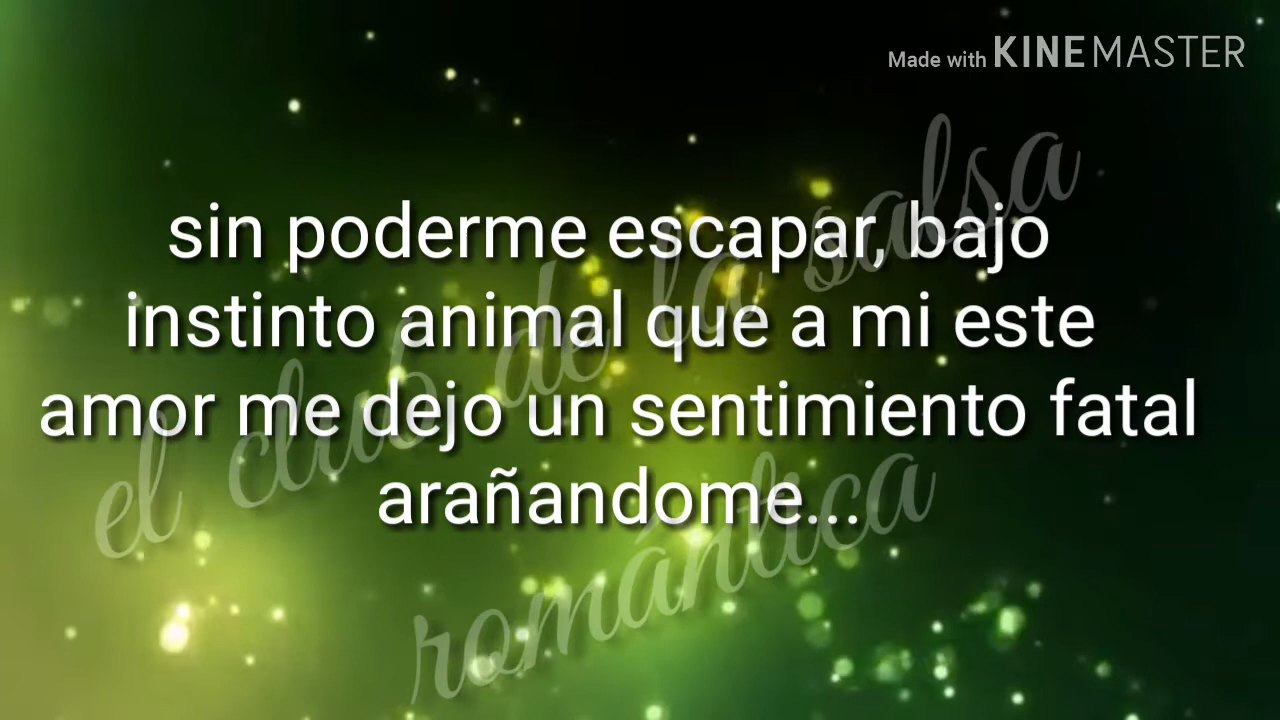 Made with KINEMASTER
sin poderme escapar, bajo
instinto animal que a mi este
amor me dejo un sentimiento fatal
arañandome...
el club de la salsa
romántica